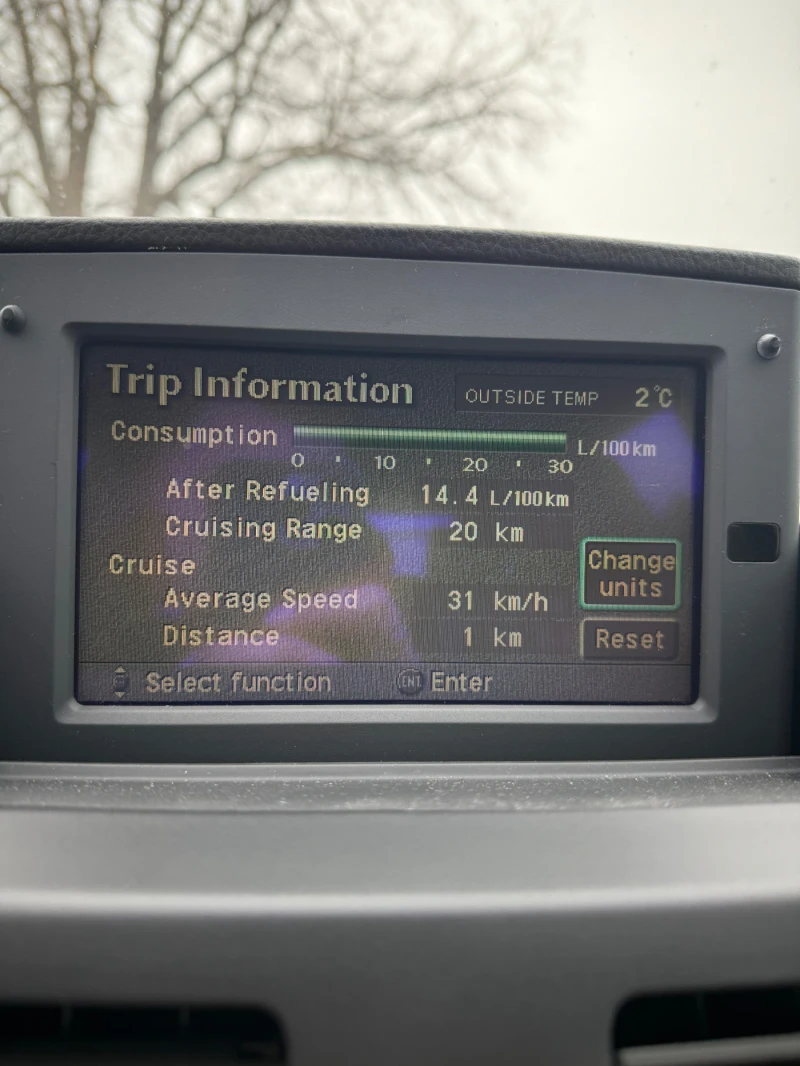 Trip Information
OUTSIDE TEMP 2°C
Consumption L/100km
0 10 20 30
After Refueling 14.4 L/100km
Cruising Range 20 km
Cruise
Change
units
Average Speed 31 km/h
Distance 1 km
Reset
Select function ENT Enter